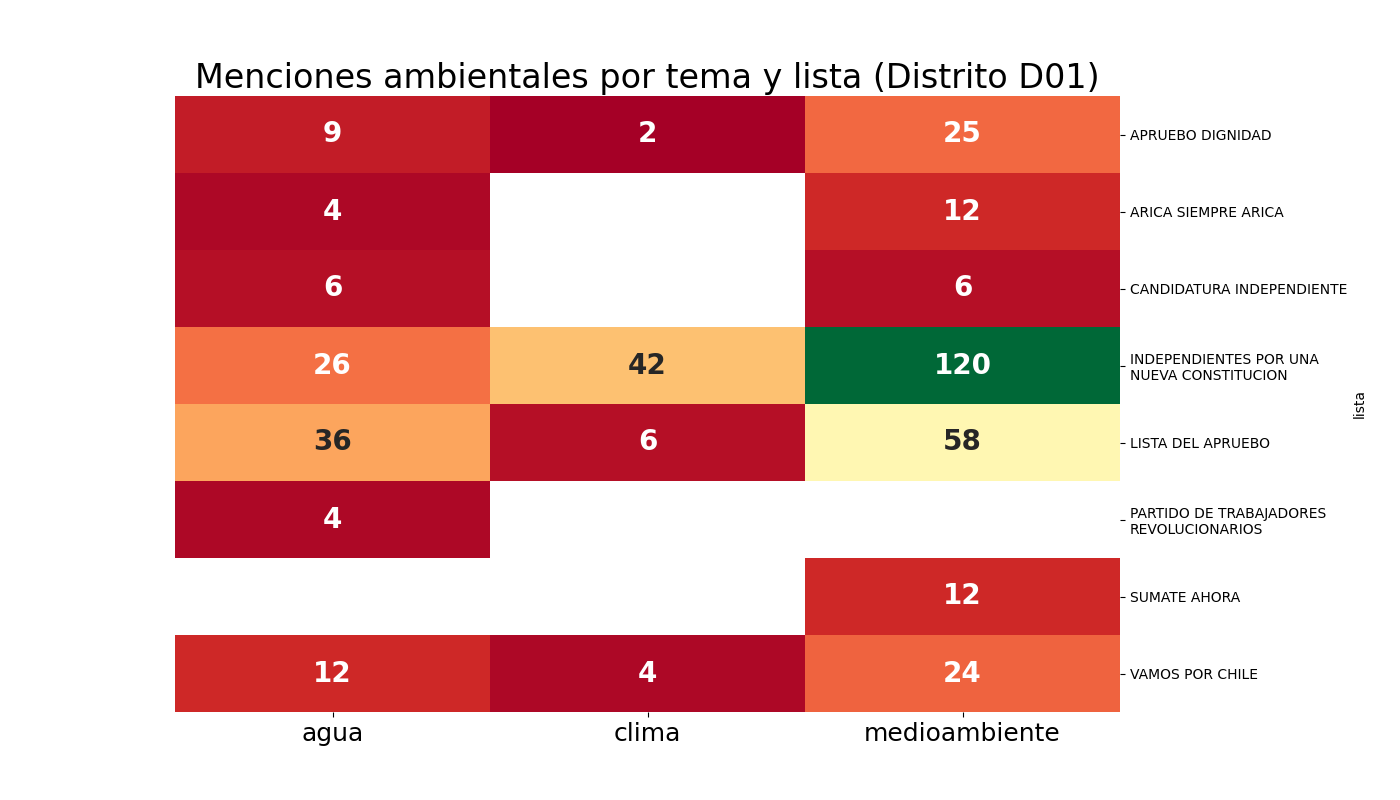 Menciones ambientales por tema y lista (Distrito D01)
9 2 25 APRUEBO DIGNIDAD
4 12 ARICA SIEMPRE ARICA
6 6 CANDIDATURA INDEPENDIENTE
26 42 120 INDEPENDIENTES POR UNA
NUEVA CONSTITUCION
36 6 58 LISTA DEL APRUEBO
4 PARTIDO DE TRABAJADORES
REVOLUCIONARIOS
12 SUMATE AHORA
12 4 24 VAMOS POR CHILE
agua clima medioambiente
lista